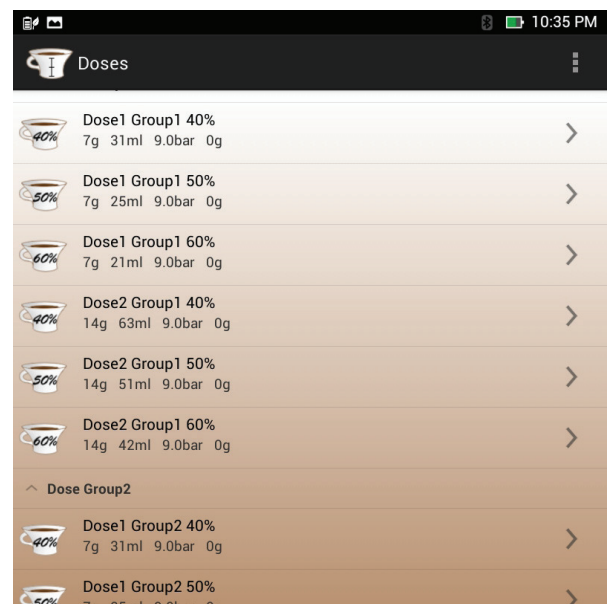 10:35 PM
Doses
40%
Dose1 Group1 40%
7g 31ml 9.0bar 0g
50%
Dose1 Group1 50%
7g 25ml 9.0bar 0g
60%
Dose1 Group1 60%
7g 21ml 9.0bar 0g
40%
Dose2 Group1 40%
14g 63ml 9.0bar 0g
50%
Dose2 Group1 50%
14g 51ml 9.0bar 0g
60%
Dose2 Group1 60%
14g 42ml 9.0bar 0g
Dose Group2
40%
Dose1 Group2 40%
7g 31ml 9.0bar 0g
50%
Dose1 Group2 50%